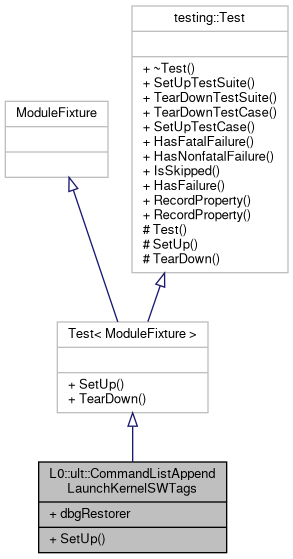 testing::Test
+ ~Test()
+ SetUpTestSuite()
+ TearDownTestSuite()
+ TearDownTestCase()
+ SetUpTestCase()
+ HasFatalFailure()
+ HasNonfatalFailure()
+ IsSkipped()
+ HasFailure()
+ RecordProperty()
+ RecordProperty()
# Test()
# SetUp()
# TearDown()
ModuleFixture
Test< ModuleFixture >
+ SetUp()
+ TearDown()
L0::ult::CommandListAppend
LaunchKernelSWTags
+ dbgRestorer
+ SetUp()